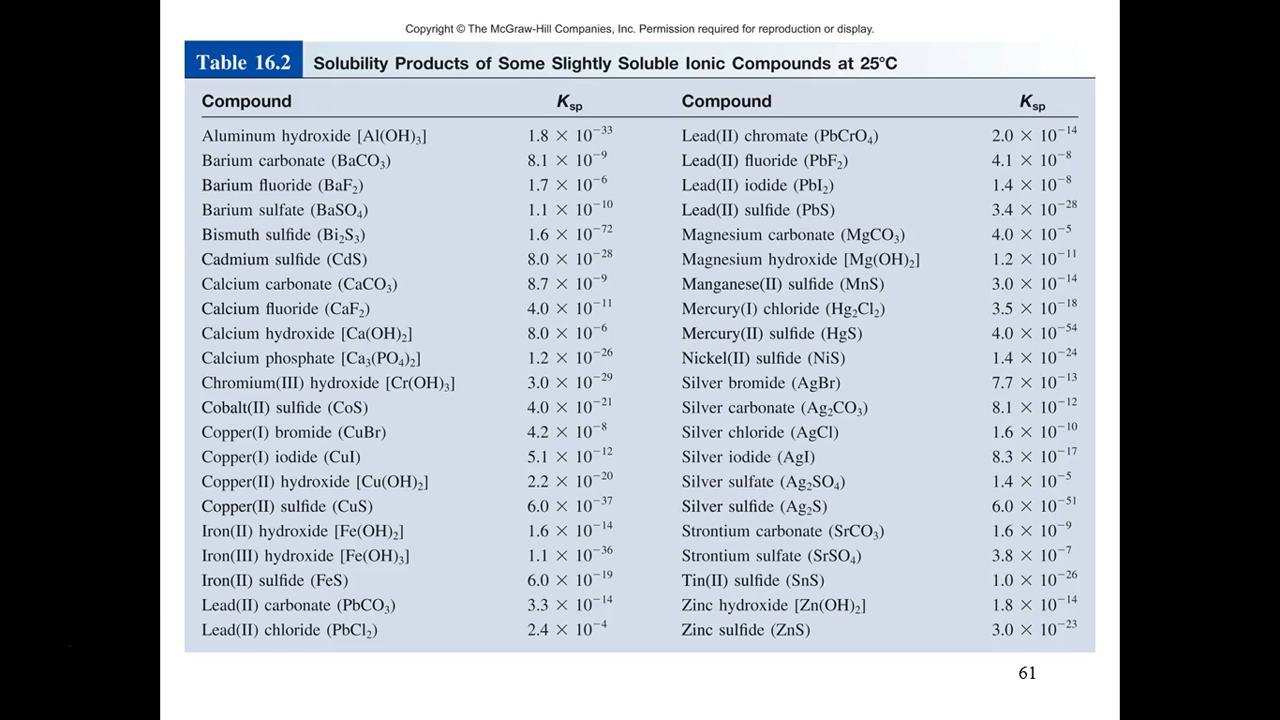 Copyright © The McGraw-Hill Companies, Inc. Permission required for reproduction or display.
Table 16.2 Solubility Products of Some Slightly Soluble Ionic Compounds at 25°C
Compound Ksp Compound Ksp
Aluminum hydroxide [Al(OH)₃] 1.8 × 10⁻³³ Lead(II) chromate (PbCrO₄) 2.0 × 10⁻¹⁴
Barium carbonate (BaCO₃) 8.1 × 10⁻⁹ Lead(II) fluoride (PbF₂) 4.1 × 10⁻⁸
Barium fluoride (BaF₂) 1.7 × 10⁻⁶ Lead(II) iodide (PbI₂) 1.4 × 10⁻⁸
Barium sulfate (BaSO₄) 1.1 × 10⁻¹⁰ Lead(II) sulfide (PbS) 3.4 × 10⁻²⁸
Bismuth sulfide (Bi₂S₃) 1.6 × 10⁻⁷² Magnesium carbonate (MgCO₃) 4.0 × 10⁻⁵
Cadmium sulfide (CdS) 8.0 × 10⁻²⁸ Magnesium hydroxide [Mg(OH)₂] 1.2 × 10⁻¹¹
Calcium carbonate (CaCO₃) 8.7 × 10⁻⁹ Manganese(II) sulfide (MnS) 3.0 × 10⁻¹⁴
Calcium fluoride (CaF₂) 4.0 × 10⁻¹¹ Mercury(I) chloride (Hg₂Cl₂) 3.5 × 10⁻¹⁸
Calcium hydroxide [Ca(OH)₂] 8.0 × 10⁻⁶ Mercury(II) sulfide (HgS) 4.0 × 10⁻⁵⁴
Calcium phosphate [Ca₃(PO₄)₂] 1.2 × 10⁻²⁶ Nickel(II) sulfide (NiS) 1.4 × 10⁻²⁴
Chromium(III) hydroxide [Cr(OH)₃] 3.0 × 10⁻²⁹ Silver bromide (AgBr) 7.7 × 10⁻¹³
Cobalt(II) sulfide (CoS) 4.0 × 10⁻²¹ Silver carbonate (Ag₂CO₃) 8.1 × 10⁻¹²
Copper(I) bromide (CuBr) 4.2 × 10⁻⁸ Silver chloride (AgCl) 1.6 × 10⁻¹⁰
Copper(I) iodide (CuI) 5.1 × 10⁻¹² Silver iodide (AgI) 8.3 × 10⁻¹⁷
Copper(II) hydroxide [Cu(OH)₂] 2.2 × 10⁻²⁰ Silver sulfate (Ag₂SO₄) 1.4 × 10⁻⁵
Copper(II) sulfide (CuS) 6.0 × 10⁻³⁷ Silver sulfide (Ag₂S) 6.0 × 10⁻⁵¹
Iron(II) hydroxide [Fe(OH)₂] 1.6 × 10⁻¹⁴ Strontium carbonate (SrCO₃) 1.6 × 10⁻⁹
Iron(III) hydroxide [Fe(OH)₃] 1.1 × 10⁻³⁶ Strontium sulfate (SrSO₄) 3.8 × 10⁻⁷
Iron(II) sulfide (FeS) 6.0 × 10⁻¹⁹ Tin(II) sulfide (SnS) 1.0 × 10⁻²⁶
Lead(II) carbonate (PbCO₃) 3.3 × 10⁻¹⁴ Zinc hydroxide [Zn(OH)₂] 1.8 × 10⁻¹⁴
Lead(II) chloride (PbCl₂) 2.4 × 10⁻⁴ Zinc sulfide (ZnS) 3.0 × 10⁻²³
61